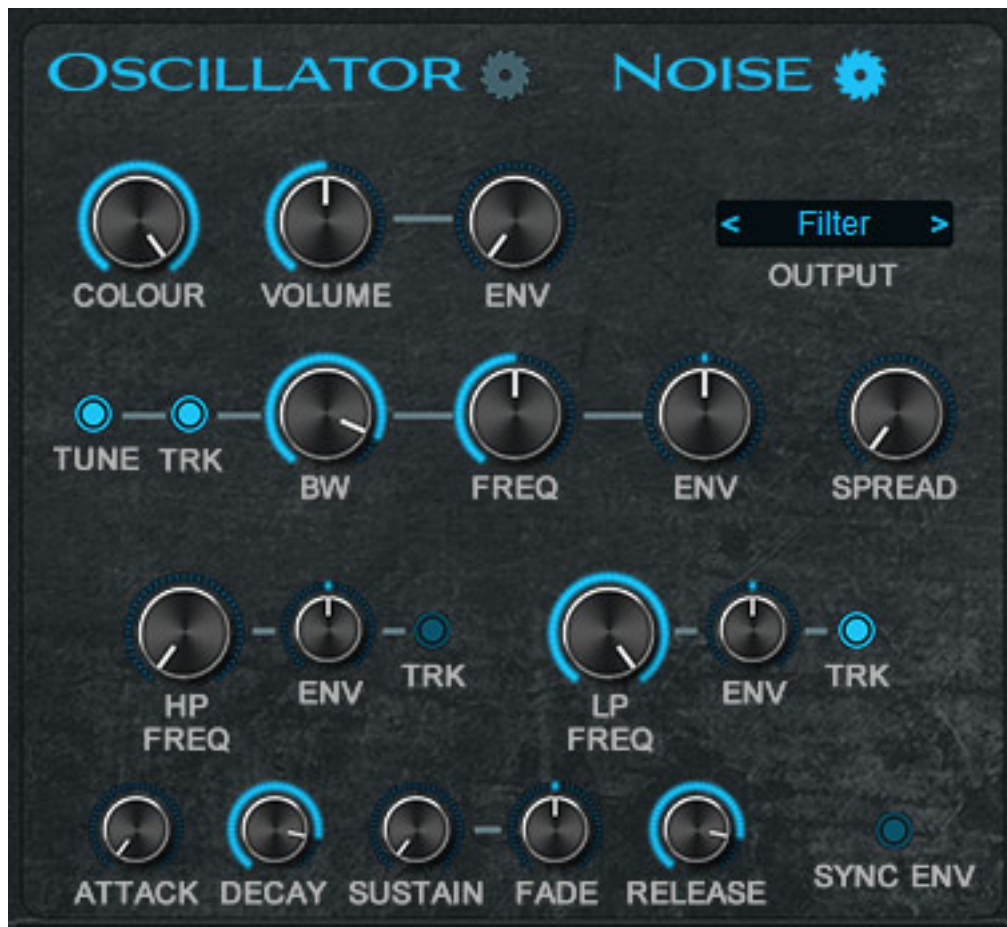 OSCILLATOR NOISE
COLOUR VOLUME ENV
< Filter >
OUTPUT
TUNE TRK BW FREQ ENV SPREAD
HP FREQ ENV TRK LP FREQ ENV TRK
ATTACK DECAY SUSTAIN FADE RELEASE SYNC ENV